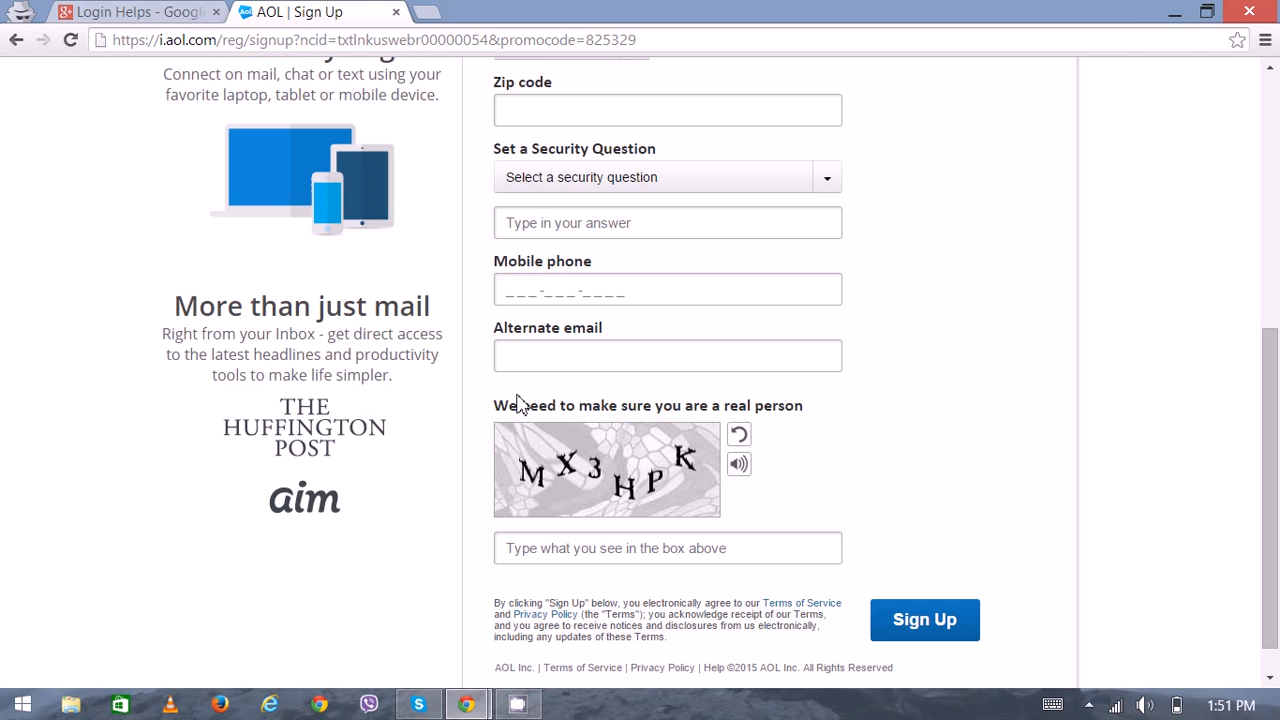 Login Helps - Googl
AOL | Sign Up
https://i.aol.com/reg/signup?ncid=txtlnkuswebr00000054&promocode=825329
Connect on mail, chat or text using your
favorite laptop, tablet or mobile device.
More than just mail
Right from your Inbox - get direct access
to the latest headlines and productivity
tools to make life simpler.
THE
HUFFINGTON
POST
aim
Zip code
Set a Security Question
Select a security question
Type in your answer
Mobile phone
_ _ _-_ _ _-_ _ _ _
Alternate email
We need to make sure you are a real person
MX3HPK
Type what you see in the box above
By clicking "Sign Up" below, you electronically agree to our Terms of Service
and Privacy Policy (the "Terms"); you acknowledge receipt of our Terms,
and you agree to receive notices and disclosures from us electronically,
including any updates of these Terms.
Sign Up
AOL Inc. | Terms of Service | Privacy Policy | Help ©2015 AOL Inc. All Rights Reserved
1:51 PM